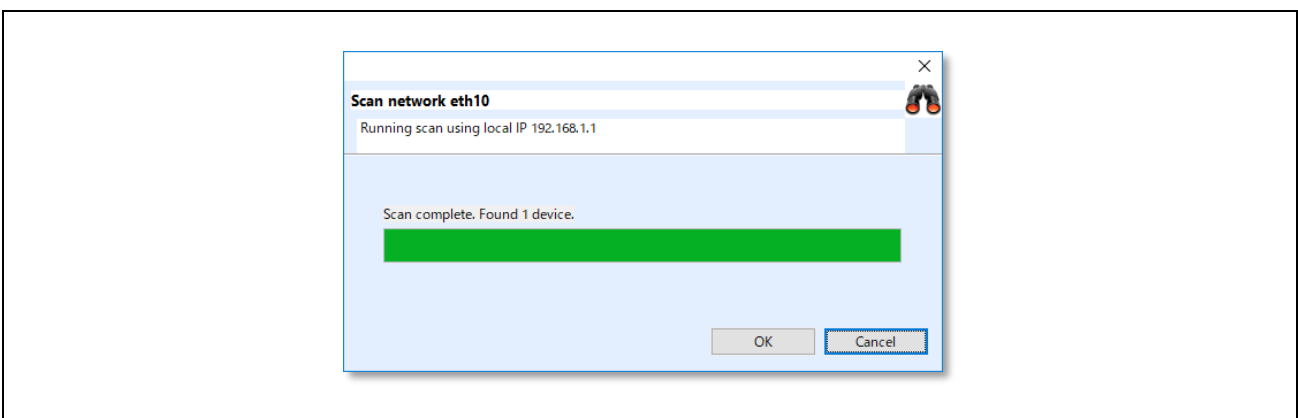 Scan network eth10
Running scan using local IP 192.168.1.1
Scan complete. Found 1 device.
OK
Cancel